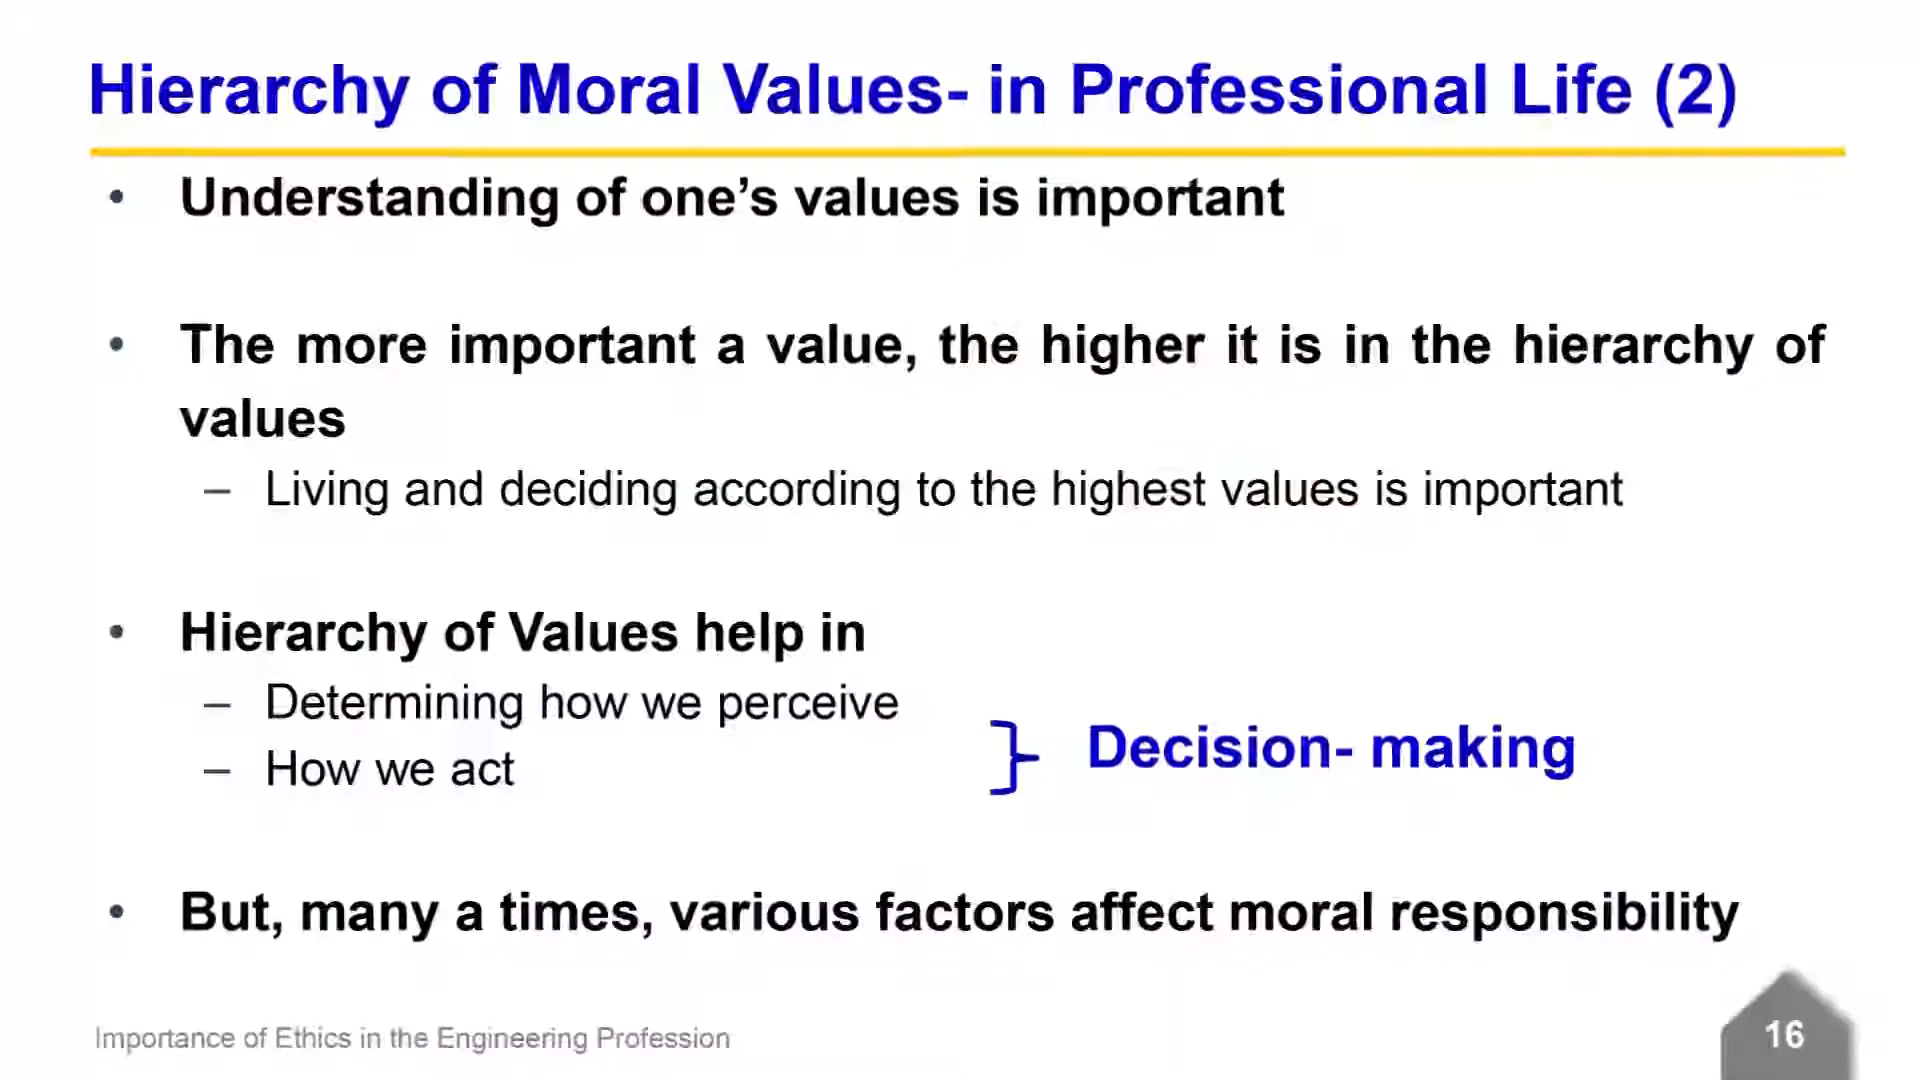 Hierarchy of Moral Values- in Professional Life (2)
• Understanding of one’s values is important
• The more important a value, the higher it is in the hierarchy of
values
– Living and deciding according to the highest values is important
• Hierarchy of Values help in
– Determining how we perceive
– How we act
Decision- making
• But, many a times, various factors affect moral responsibility
Importance of Ethics in the Engineering Profession
16